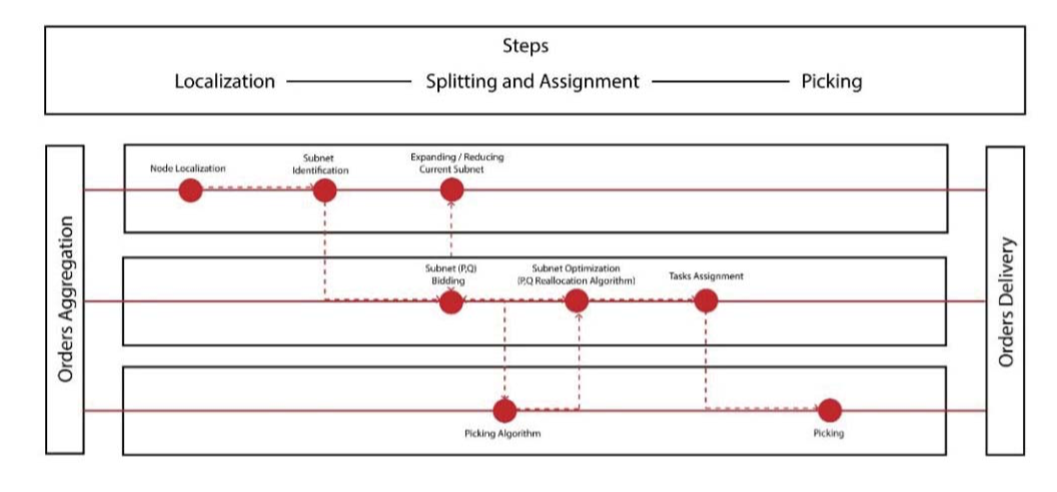 Steps
Localization
Splitting and Assignment
Picking
Orders Aggregation
Node Localization
Subnet
Identification
Expanding / Reducing
Current Subnet
Subnet (P,Q)
Bidding
Subnet Optimization
(P,Q Reallocation Algorithm)
Tasks Assignment
Picking Algorithm
Picking
Orders Delivery